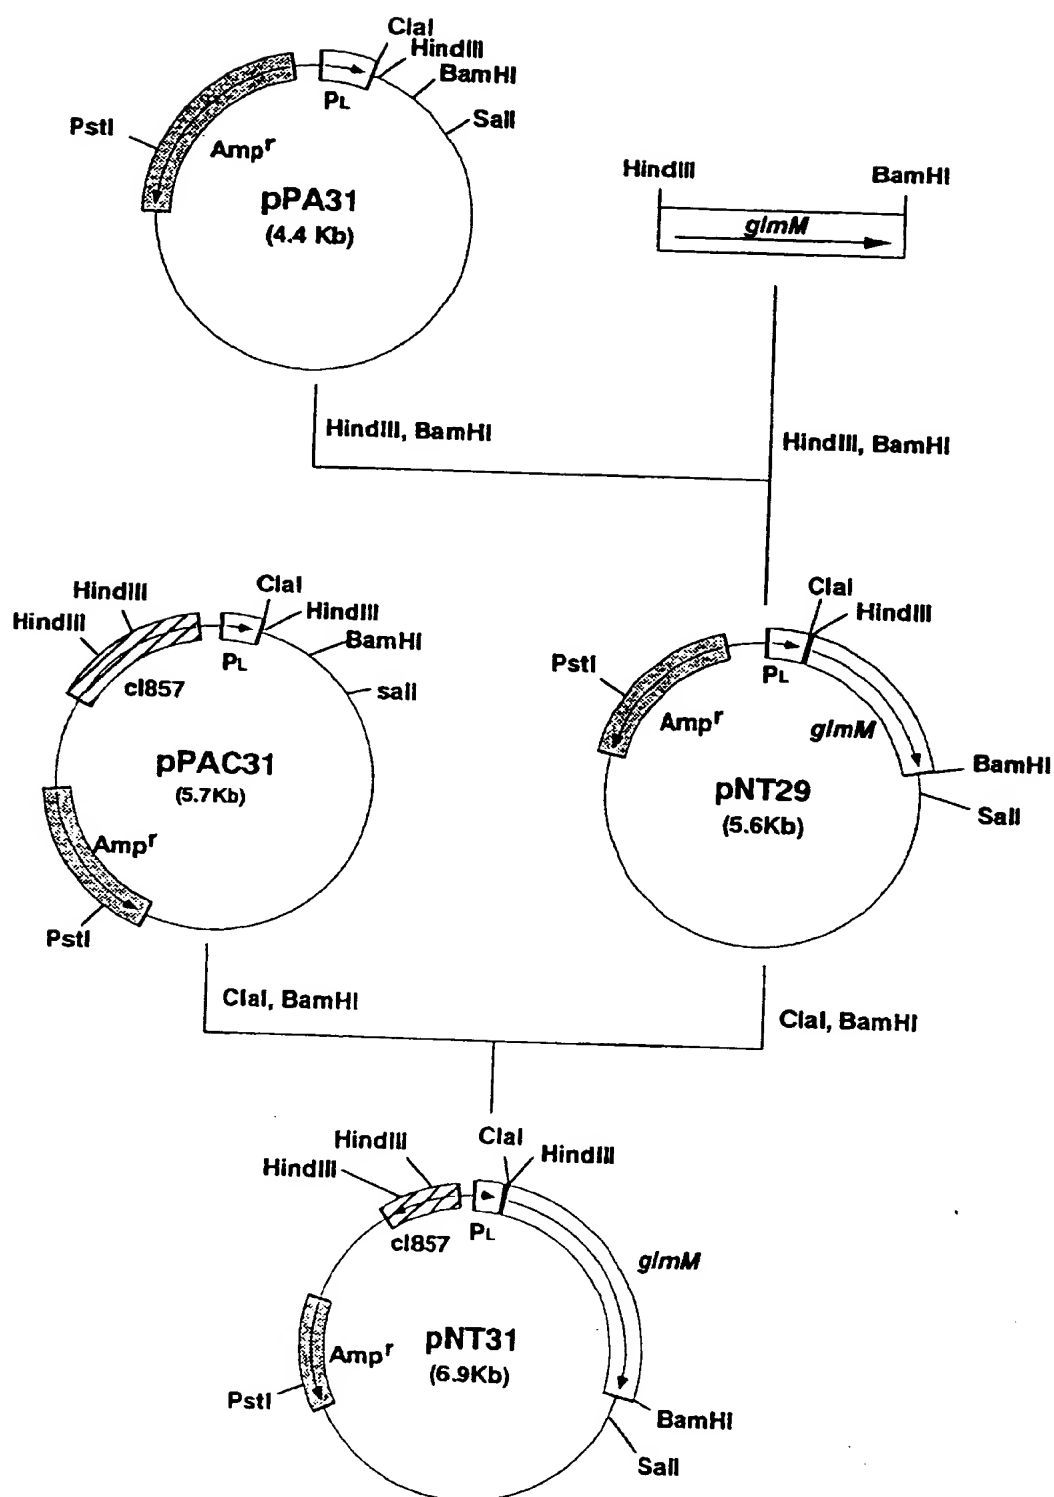 ClaI
HindIII
BamHI
SalI
PL
PstI
Ampr
pPA31
(4.4 Kb)
HindIII
BamHI
glmM
HindIII, BamHI
HindIII, BamHI
ClaI
HindIII
HindIII
HindIII
BamHI
salI
PL
cI857
pPAC31
(5.7Kb)
Ampr
PstI
ClaI
HindIII
PstI
PL
Ampr
glmM
BamHI
SalI
pNT29
(5.6Kb)
ClaI, BamHI
ClaI, BamHI
HindIII
HindIII
ClaI
HindIII
PL
cI857
glmM
pNT31
(6.9Kb)
Ampr
PstI
BamHI
SalI